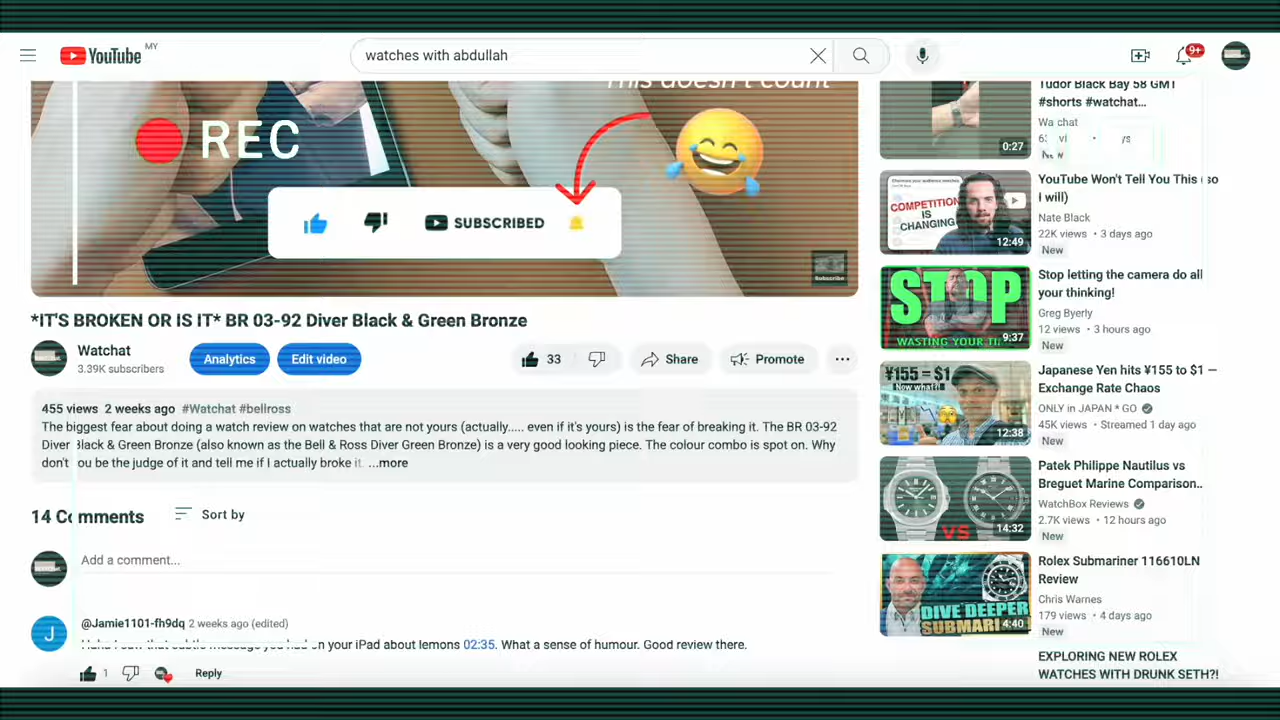 YouTube MY
watches with abdullah
9+
This doesn't count
REC
SUBSCRIBED
Subscribe
*IT'S BROKEN OR IS IT* BR 03-92 Diver Black & Green Bronze
Watchat
3.39K subscribers
Analytics
Edit video
33
Share
Promote
455 views 2 weeks ago #Watchat #bellross
The biggest fear about doing a watch review on watches that are not yours (actually..... even if it's yours) is the fear of breaking it. The BR 03-92
Diver Black & Green Bronze (also known as the Bell & Ross Diver Green Bronze) is a very good looking piece. The colour combo is spot on. Why
don't you be the judge of it and tell me if I actually broke it. ...more
14 Comments
Sort by
Add a comment...
J
@Jamie1101-fh9dq 2 weeks ago (edited)
on your iPad about lemons 02:35. What a sense of humour. Good review there.
1
Reply
Tudor Black Bay 58 GMT
#shorts #watchat...
Watchat
New
0:27
YouTube Won't Tell You This (so
I will)
Nate Black
22K views • 3 days ago
New
COMPETITION
IS
CHANGING
12:49
Stop letting the camera do all
your thinking!
Greg Byerly
12 views • 3 hours ago
New
STOP
WASTING YOUR
9:37
Japanese Yen hits ¥155 to $1 —
Exchange Rate Chaos
ONLY in JAPAN * GO
45K views • Streamed 1 day ago
New
¥155 = $1
Now what?!
12:38
Patek Philippe Nautilus vs
Breguet Marine Comparison..
WatchBox Reviews
2.7K views • 12 hours ago
New
VS
14:32
Rolex Submariner 116610LN
Review
Chris Warnes
179 views • 4 days ago
New
DIVE DEEPER
4:40
EXPLORING NEW ROLEX
WATCHES WITH DRUNK SETH?!